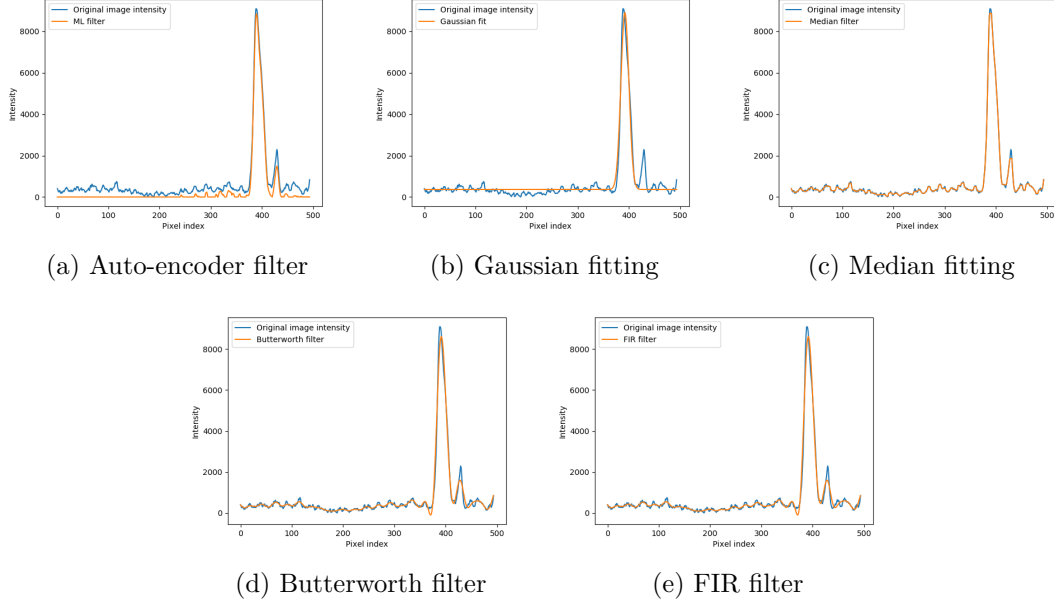 Original image intensity
ML filter
8000
6000
4000
2000
0
Intensity
0 100 200 300 400 500
Pixel index
(a) Auto-encoder filter
Original image intensity
Gaussian fit
8000
6000
4000
2000
0
Intensity
0 100 200 300 400 500
Pixel index
(b) Gaussian fitting
Original image intensity
Median filter
8000
6000
4000
2000
0
Intensity
0 100 200 300 400 500
Pixel index
(c) Median fitting
Original image intensity
Butterworth filter
8000
6000
4000
2000
0
Intensity
0 100 200 300 400 500
Pixel index
(d) Butterworth filter
Original image intensity
FIR filter
8000
6000
4000
2000
0
Intensity
0 100 200 300 400 500
Pixel index
(e) FIR filter